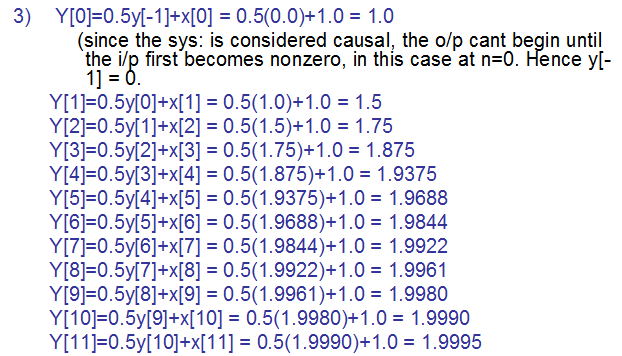 3) Y[0]=0.5y[-1]+x[0] = 0.5(0.0)+1.0 = 1.0
(since the sys: is considered causal, the o/p cant begin until
the i/p first becomes nonzero, in this case at n=0. Hence y[-
1] = 0.
Y[1]=0.5y[0]+x[1] = 0.5(1.0)+1.0 = 1.5
Y[2]=0.5y[1]+x[2] = 0.5(1.5)+1.0 = 1.75
Y[3]=0.5y[2]+x[3] = 0.5(1.75)+1.0 = 1.875
Y[4]=0.5y[3]+x[4] = 0.5(1.875)+1.0 = 1.9375
Y[5]=0.5y[4]+x[5] = 0.5(1.9375)+1.0 = 1.9688
Y[6]=0.5y[5]+x[6] = 0.5(1.9688)+1.0 = 1.9844
Y[7]=0.5y[6]+x[7] = 0.5(1.9844)+1.0 = 1.9922
Y[8]=0.5y[7]+x[8] = 0.5(1.9922)+1.0 = 1.9961
Y[9]=0.5y[8]+x[9] = 0.5(1.9961)+1.0 = 1.9980
Y[10]=0.5y[9]+x[10] = 0.5(1.9980)+1.0 = 1.9990
Y[11]=0.5y[10]+x[11] = 0.5(1.9990)+1.0 = 1.9995